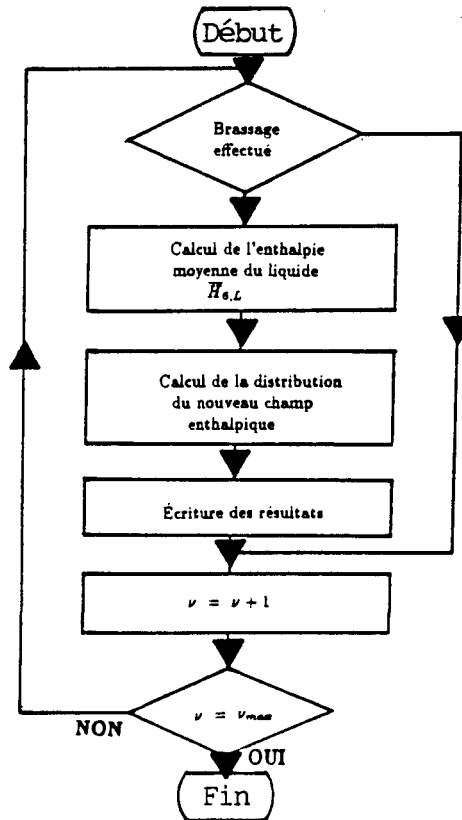 Début
Brassage
effectué
Calcul de l'enthalpie
moyenne du liquide
H̅₆,L
Calcul de la distribution
du nouveau champ
enthalpique
Écriture des résultats
ν = ν + 1
ν = νmax
NON
OUI
Fin